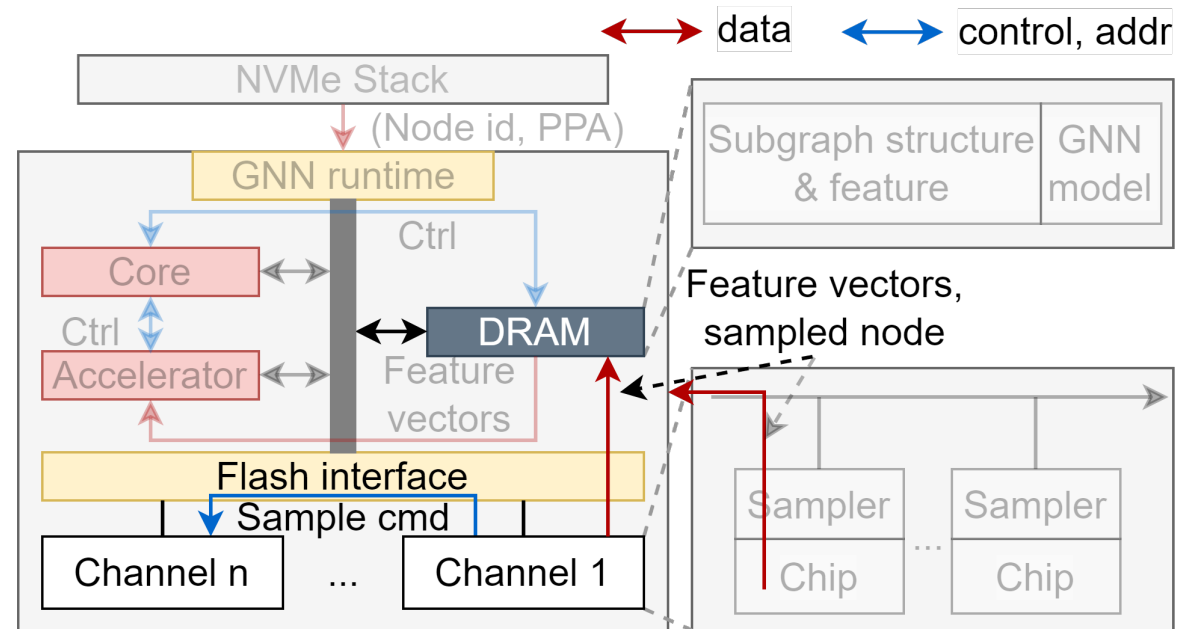 data
control, addr
NVMe Stack
(Node id, PPA)
GNN runtime
Subgraph structure
& feature
GNN
model
Ctrl
Core
Ctrl
DRAM
Feature vectors,
sampled node
Accelerator
Feature
vectors
Flash interface
Sample cmd
Channel n
...
Channel 1
Sampler
Chip
...
Sampler
Chip